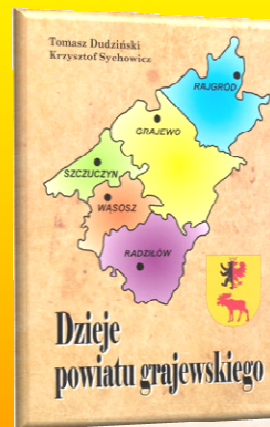 Tomasz Dudziński
Krzysztof Sychowicz
RAJGRÓD
GRAJEWO
SZCZUCZYN
WĄSOSZ
RADZIŁÓW
Dzieje
powiatu grajewskiego